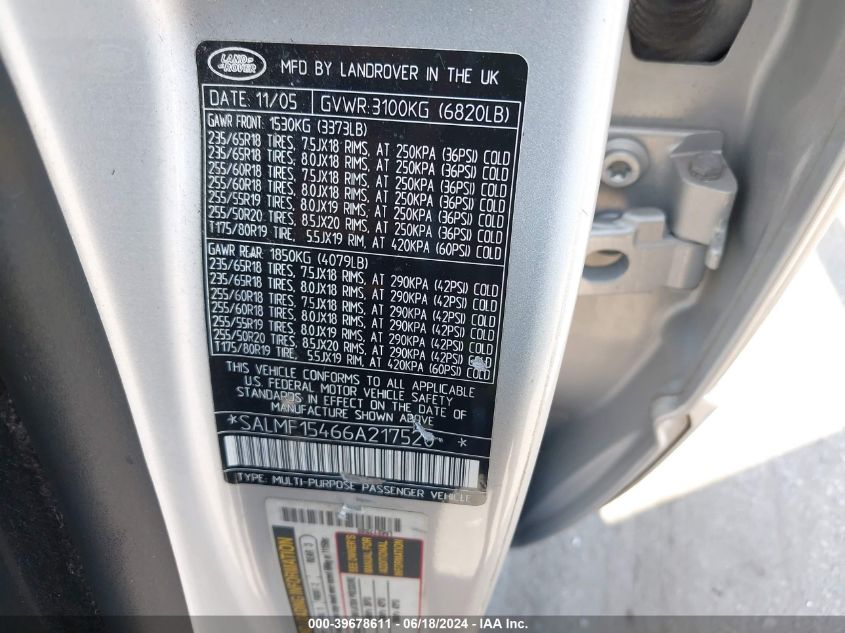 LAND ROVER
MFD BY LANDROVER IN THE UK
DATE: 11/05 GVWR:3100KG (6820LB)
GAWR FRONT: 1530KG (3373LB)
235/65R18 TIRES, 7.5JX18 RIMS, AT 250KPA (36PSI) COLD
235/65R18 TIRES, 8.0JX18 RIMS, AT 250KPA (36PSI) COLD
255/60R18 TIRES, 7.5JX18 RIMS, AT 250KPA (36PSI) COLD
255/60R18 TIRES, 8.0JX18 RIMS, AT 250KPA (36PSI) COLD
255/55R19 TIRES, 8.0JX19 RIMS, AT 250KPA (36PSI) COLD
255/50R20 TIRES, 8.5JX20 RIMS, AT 250KPA (36PSI) COLD
T175/80R19 TIRE, 5.5JX19 RIM, AT 420KPA (60PSI) COLD
GAWR REAR: 1850KG (4079LB)
235/65R18 TIRES, 7.5JX18 RIMS, AT 290KPA (42PSI) COLD
235/65R18 TIRES, 8.0JX18 RIMS, AT 290KPA (42PSI) COLD
255/60R18 TIRES, 7.5JX18 RIMS, AT 290KPA (42PSI) COLD
255/60R18 TIRES, 8.0JX18 RIMS, AT 290KPA (42PSI) COLD
255/55R19 TIRES, 8.0JX19 RIMS, AT 290KPA (42PSI) COLD
255/50R20 TIRES, 8.5JX20 RIMS, AT 290KPA (42PSI) COLD
T175/80R19 TIRE, 5.5JX19 RIM, AT 420KPA (60PSI) COLD
THIS VEHICLE CONFORMS TO ALL APPLICABLE
U.S. FEDERAL MOTOR VEHICLE SAFETY
STANDARDS IN EFFECT ON THE DATE OF
MANUFACTURE SHOWN ABOVE
*SALMF15466A217520*
TYPE: MULTI-PURPOSE PASSENGER VEHICLE
SEE OWNER'S
MANUAL FOR
ADDITIONAL
INFORMATION
CONNECT - 39678611 - 06/18/2024 - IAA Inc.